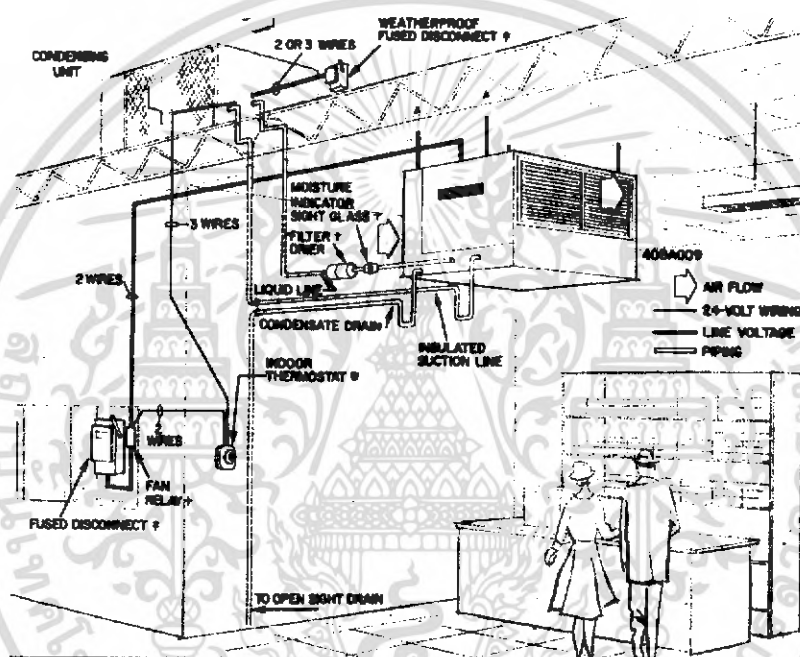 WEATHERPROOF
FUSED DISCONNECT ‡
2 OR 3 WIRES
CONDENSING
UNIT
MOISTURE
INDICATOR
SIGHT GLASS ‡
FILTER ‡
DRIER
3 WIRES
2 WIRES
LIQUID LINE
CONDENSATE DRAIN
INSULATED
SUCTION LINE
INDOOR
THERMOSTAT
AIR FLOW
24-VOLT WIRING
LINE VOLTAGE
PIPING
2
WIRES
FAN
RELAY ‡
FUSED DISCONNECT ‡
TO OPEN SIGHT DRAIN